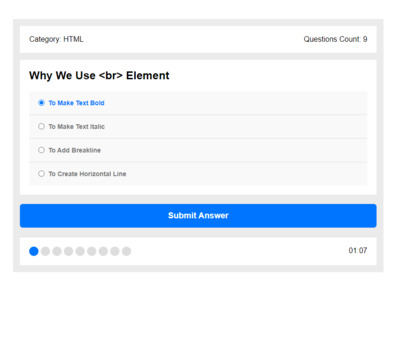 Category: HTML
Questions Count: 9
Why We Use <br> Element
To Make Text Bold
To Make Text Italic
To Add Breakline
To Create Horizontal Line
Submit Answer
01:07